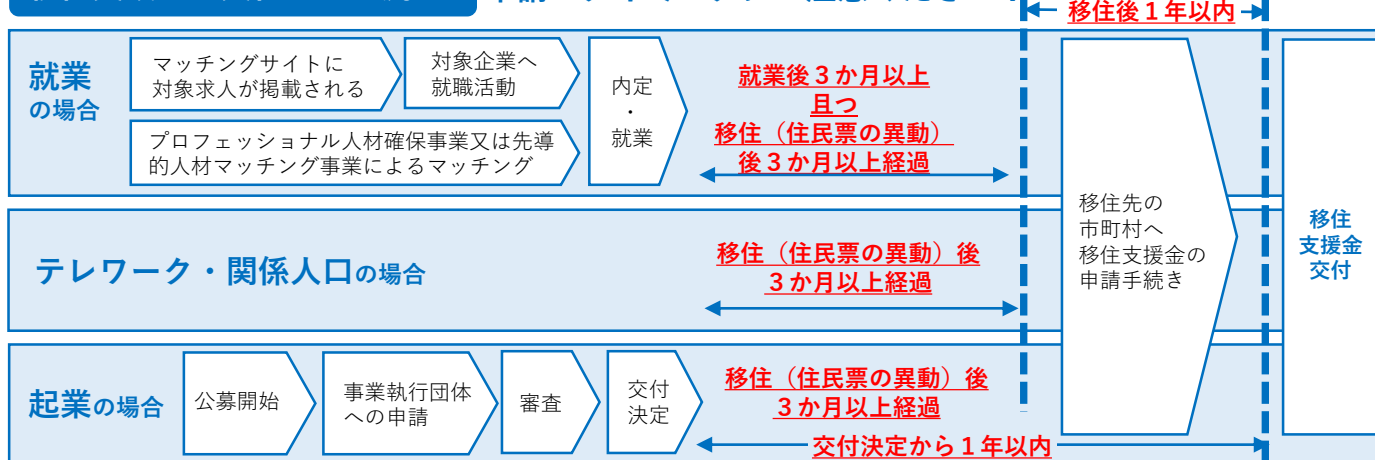 移住後１年以内
就業
の場合
マッチングサイトに
対象求人が掲載される
対象企業へ
就職活動
プロフェッショナル人材確保事業又は先導
的人材マッチング事業によるマッチング
内定
・
就業
就業後３か月以上
且つ
移住（住民票の異動）
後３か月以上経過
テレワーク・関係人口の場合
移住（住民票の異動）後
３か月以上経過
起業の場合
公募開始
事業執行団体
への申請
審査
交付
決定
移住（住民票の異動）後
３か月以上経過
交付決定から１年以内
移住先の
市町村へ
移住支援金の
申請手続き
移住
支援金
交付